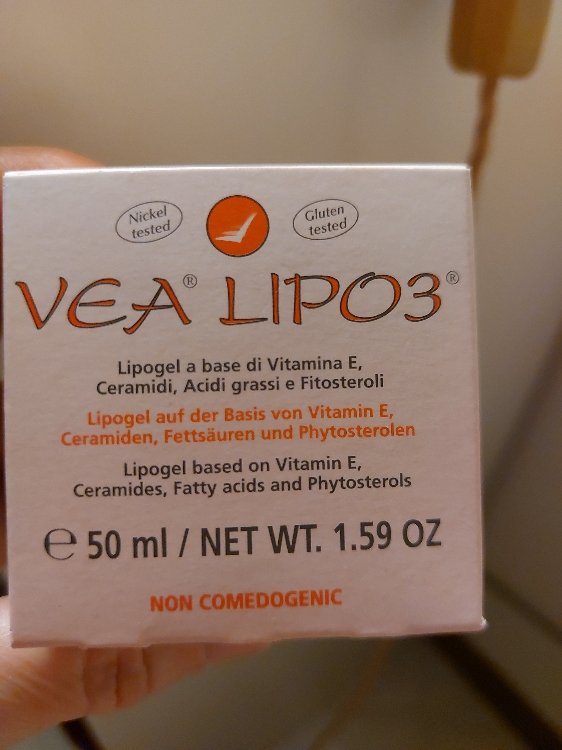 Nickel
tested
Gluten
tested
VEA® LIPO3®
Lipogel a base di Vitamina E,
Ceramidi, Acidi grassi e Fitosteroli
Lipogel auf der Basis von Vitamin E,
Ceramiden, Fettsäuren und Phytosterolen
Lipogel based on Vitamin E,
Ceramides, Fatty acids and Phytosterols
℮ 50 ml / NET WT. 1.59 OZ
NON COMEDOGENIC